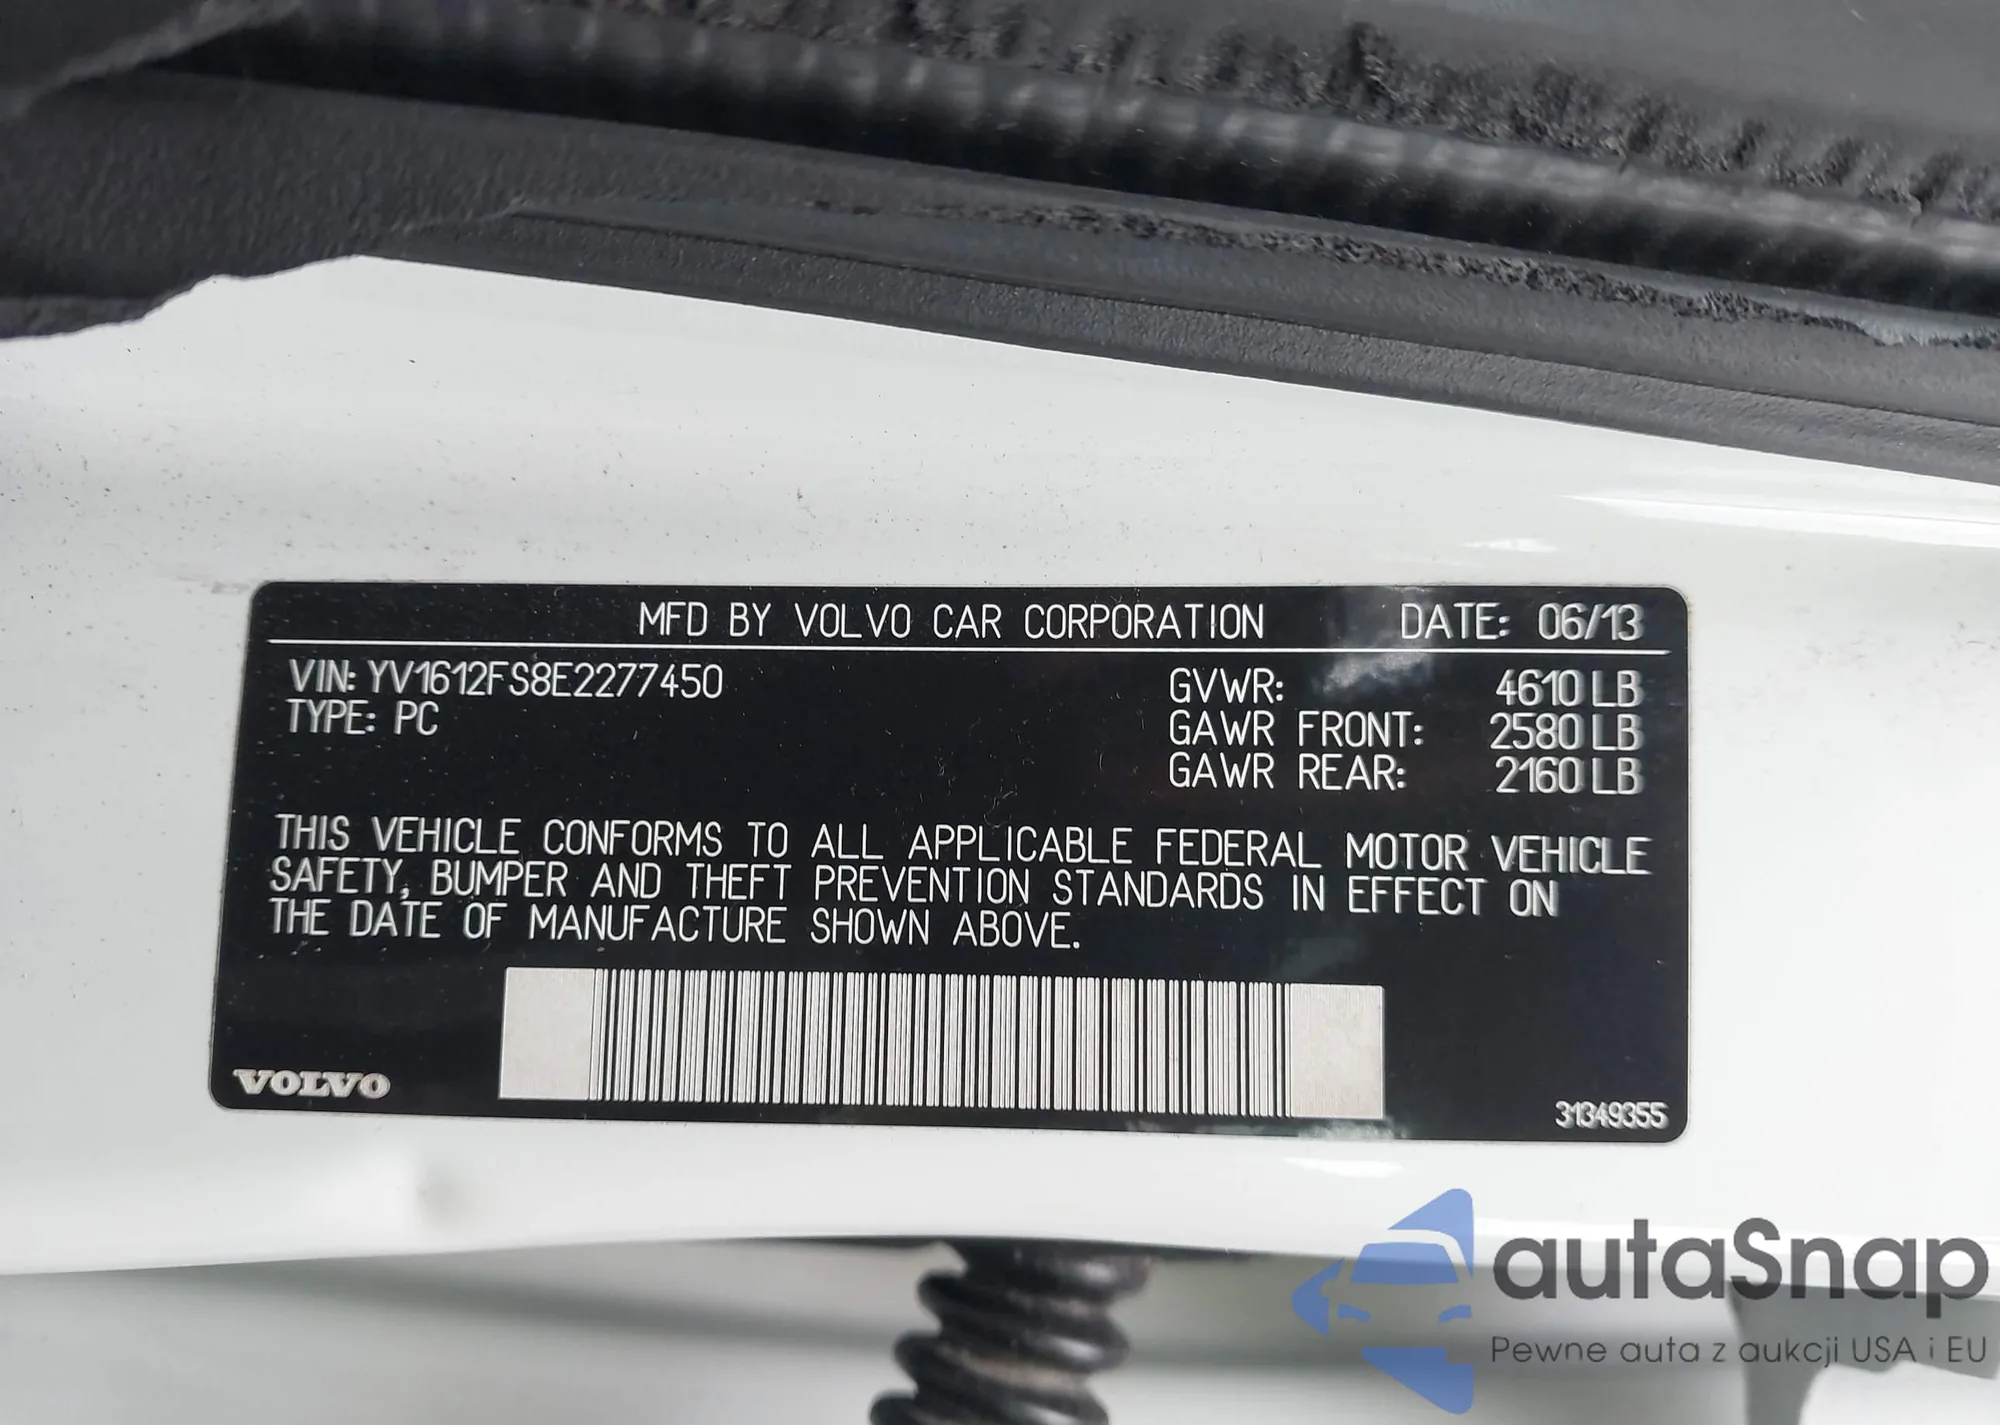 MFD BY VOLVO CAR CORPORATION DATE: 06/13
VIN: YV1612FS8E2277450
TYPE: PC
GVWR: 4610 LB
GAWR FRONT: 2580 LB
GAWR REAR: 2160 LB
THIS VEHICLE CONFORMS TO ALL APPLICABLE FEDERAL MOTOR VEHICLE
SAFETY, BUMPER AND THEFT PREVENTION STANDARDS IN EFFECT ON
THE DATE OF MANUFACTURE SHOWN ABOVE.
VOLVO
31349355
autaSnap
Pewne auta z aukcji USA i EU